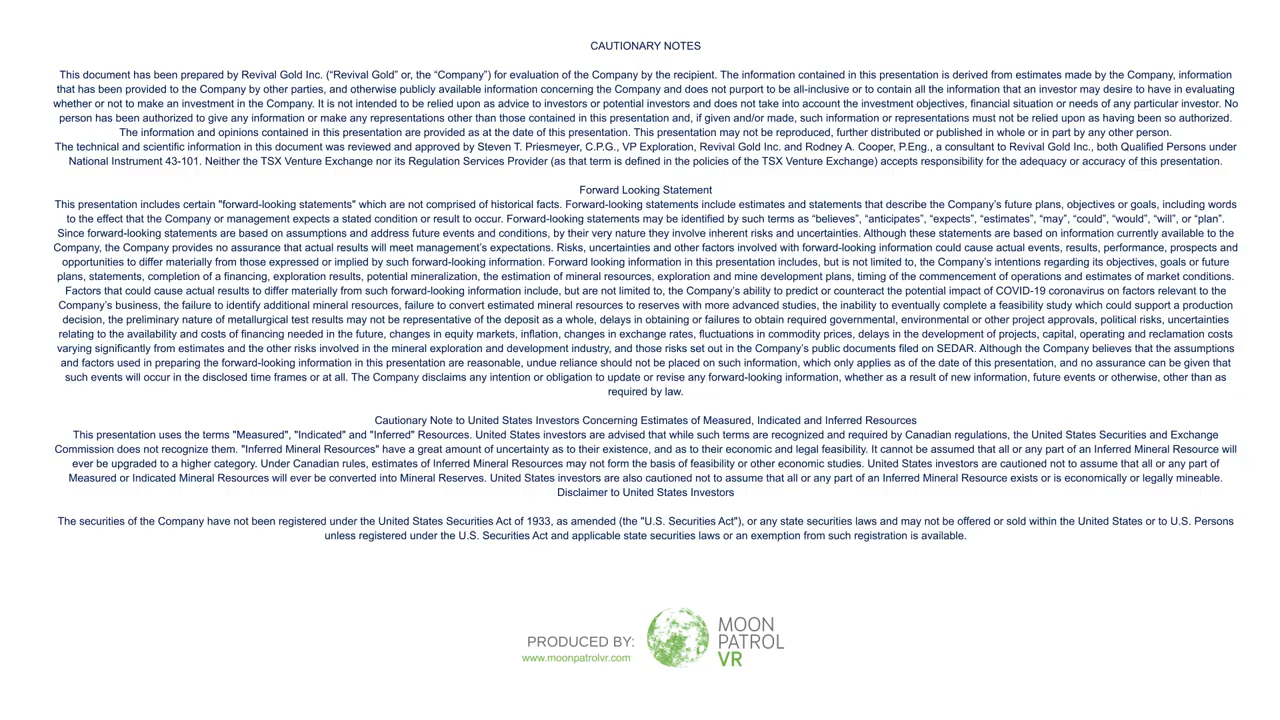 CAUTIONARY NOTES
This document has been prepared by Revival Gold Inc. (“Revival Gold” or, the “Company”) for evaluation of the Company by the recipient. The information contained in this presentation is derived from estimates made by the Company, information
that has been provided to the Company by other parties, and otherwise publicly available information concerning the Company and does not purport to be all-inclusive or to contain all the information that an investor may desire to have in evaluating
whether or not to make an investment in the Company. It is not intended to be relied upon as advice to investors or potential investors and does not take into account the investment objectives, financial situation or needs of any particular investor. No
person has been authorized to give any information or make any representations other than those contained in this presentation and, if given and/or made, such information or representations must not be relied upon as having been so authorized.
The information and opinions contained in this presentation are provided as at the date of this presentation. This presentation may not be reproduced, further distributed or published in whole or in part by any other person.
The technical and scientific information in this document was reviewed and approved by Steven T. Priesmeyer, C.P.G., VP Exploration, Revival Gold Inc. and Rodney A. Cooper, P.Eng., a consultant to Revival Gold Inc., both Qualified Persons under
National Instrument 43-101. Neither the TSX Venture Exchange nor its Regulation Services Provider (as that term is defined in the policies of the TSX Venture Exchange) accepts responsibility for the adequacy or accuracy of this presentation.
Forward Looking Statement
This presentation includes certain "forward-looking statements" which are not comprised of historical facts. Forward-looking statements include estimates and statements that describe the Company’s future plans, objectives or goals, including words
to the effect that the Company or management expects a stated condition or result to occur. Forward-looking statements may be identified by such terms as “believes”, “anticipates”, “expects”, “estimates”, “may”, “could”, “would”, “will”, or “plan”.
Since forward-looking statements are based on assumptions and address future events and conditions, by their very nature they involve inherent risks and uncertainties. Although these statements are based on information currently available to the
Company, the Company provides no assurance that actual results will meet management’s expectations. Risks, uncertainties and other factors involved with forward-looking information could cause actual events, results, performance, prospects and
opportunities to differ materially from those expressed or implied by such forward-looking information. Forward looking information in this presentation includes, but is not limited to, the Company’s intentions regarding its objectives, goals or future
plans, statements, completion of a financing, exploration results, potential mineralization, the estimation of mineral resources, exploration and mine development plans, timing of the commencement of operations and estimates of market conditions.
Factors that could cause actual results to differ materially from such forward-looking information include, but are not limited to, the Company’s ability to predict or counteract the potential impact of COVID-19 coronavirus on factors relevant to the
Company’s business, the failure to identify additional mineral resources, failure to convert estimated mineral resources to reserves with more advanced studies, the inability to eventually complete a feasibility study which could support a production
decision, the preliminary nature of metallurgical test results may not be representative of the deposit as a whole, delays in obtaining or failures to obtain required governmental, environmental or other project approvals, political risks, uncertainties
relating to the availability and costs of financing needed in the future, changes in equity markets, inflation, changes in exchange rates, fluctuations in commodity prices, delays in the development of projects, capital, operating and reclamation costs
varying significantly from estimates and the other risks involved in the mineral exploration and development industry, and those risks set out in the Company’s public documents filed on SEDAR. Although the Company believes that the assumptions
and factors used in preparing the forward-looking information in this presentation are reasonable, undue reliance should not be placed on such information, which only applies as of the date of this presentation, and no assurance can be given that
such events will occur in the disclosed time frames or at all. The Company disclaims any intention or obligation to update or revise any forward-looking information, whether as a result of new information, future events or otherwise, other than as
required by law.
Cautionary Note to United States Investors Concerning Estimates of Measured, Indicated and Inferred Resources
This presentation uses the terms "Measured", "Indicated" and "Inferred" Resources. United States investors are advised that while such terms are recognized and required by Canadian regulations, the United States Securities and Exchange
Commission does not recognize them. "Inferred Mineral Resources" have a great amount of uncertainty as to their existence, and as to their economic and legal feasibility. It cannot be assumed that all or any part of an Inferred Mineral Resource will
ever be upgraded to a higher category. Under Canadian rules, estimates of Inferred Mineral Resources may not form the basis of feasibility or other economic studies. United States investors are cautioned not to assume that all or any part of
Measured or Indicated Mineral Resources will ever be converted into Mineral Reserves. United States investors are also cautioned not to assume that all or any part of an Inferred Mineral Resource exists or is economically or legally mineable.
Disclaimer to United States Investors
The securities of the Company have not been registered under the United States Securities Act of 1933, as amended (the "U.S. Securities Act"), or any state securities laws and may not be offered or sold within the United States or to U.S. Persons
unless registered under the U.S. Securities Act and applicable state securities laws or an exemption from such registration is available.
PRODUCED BY:
www.moonpatrolvr.com
MOON
PATROL
VR